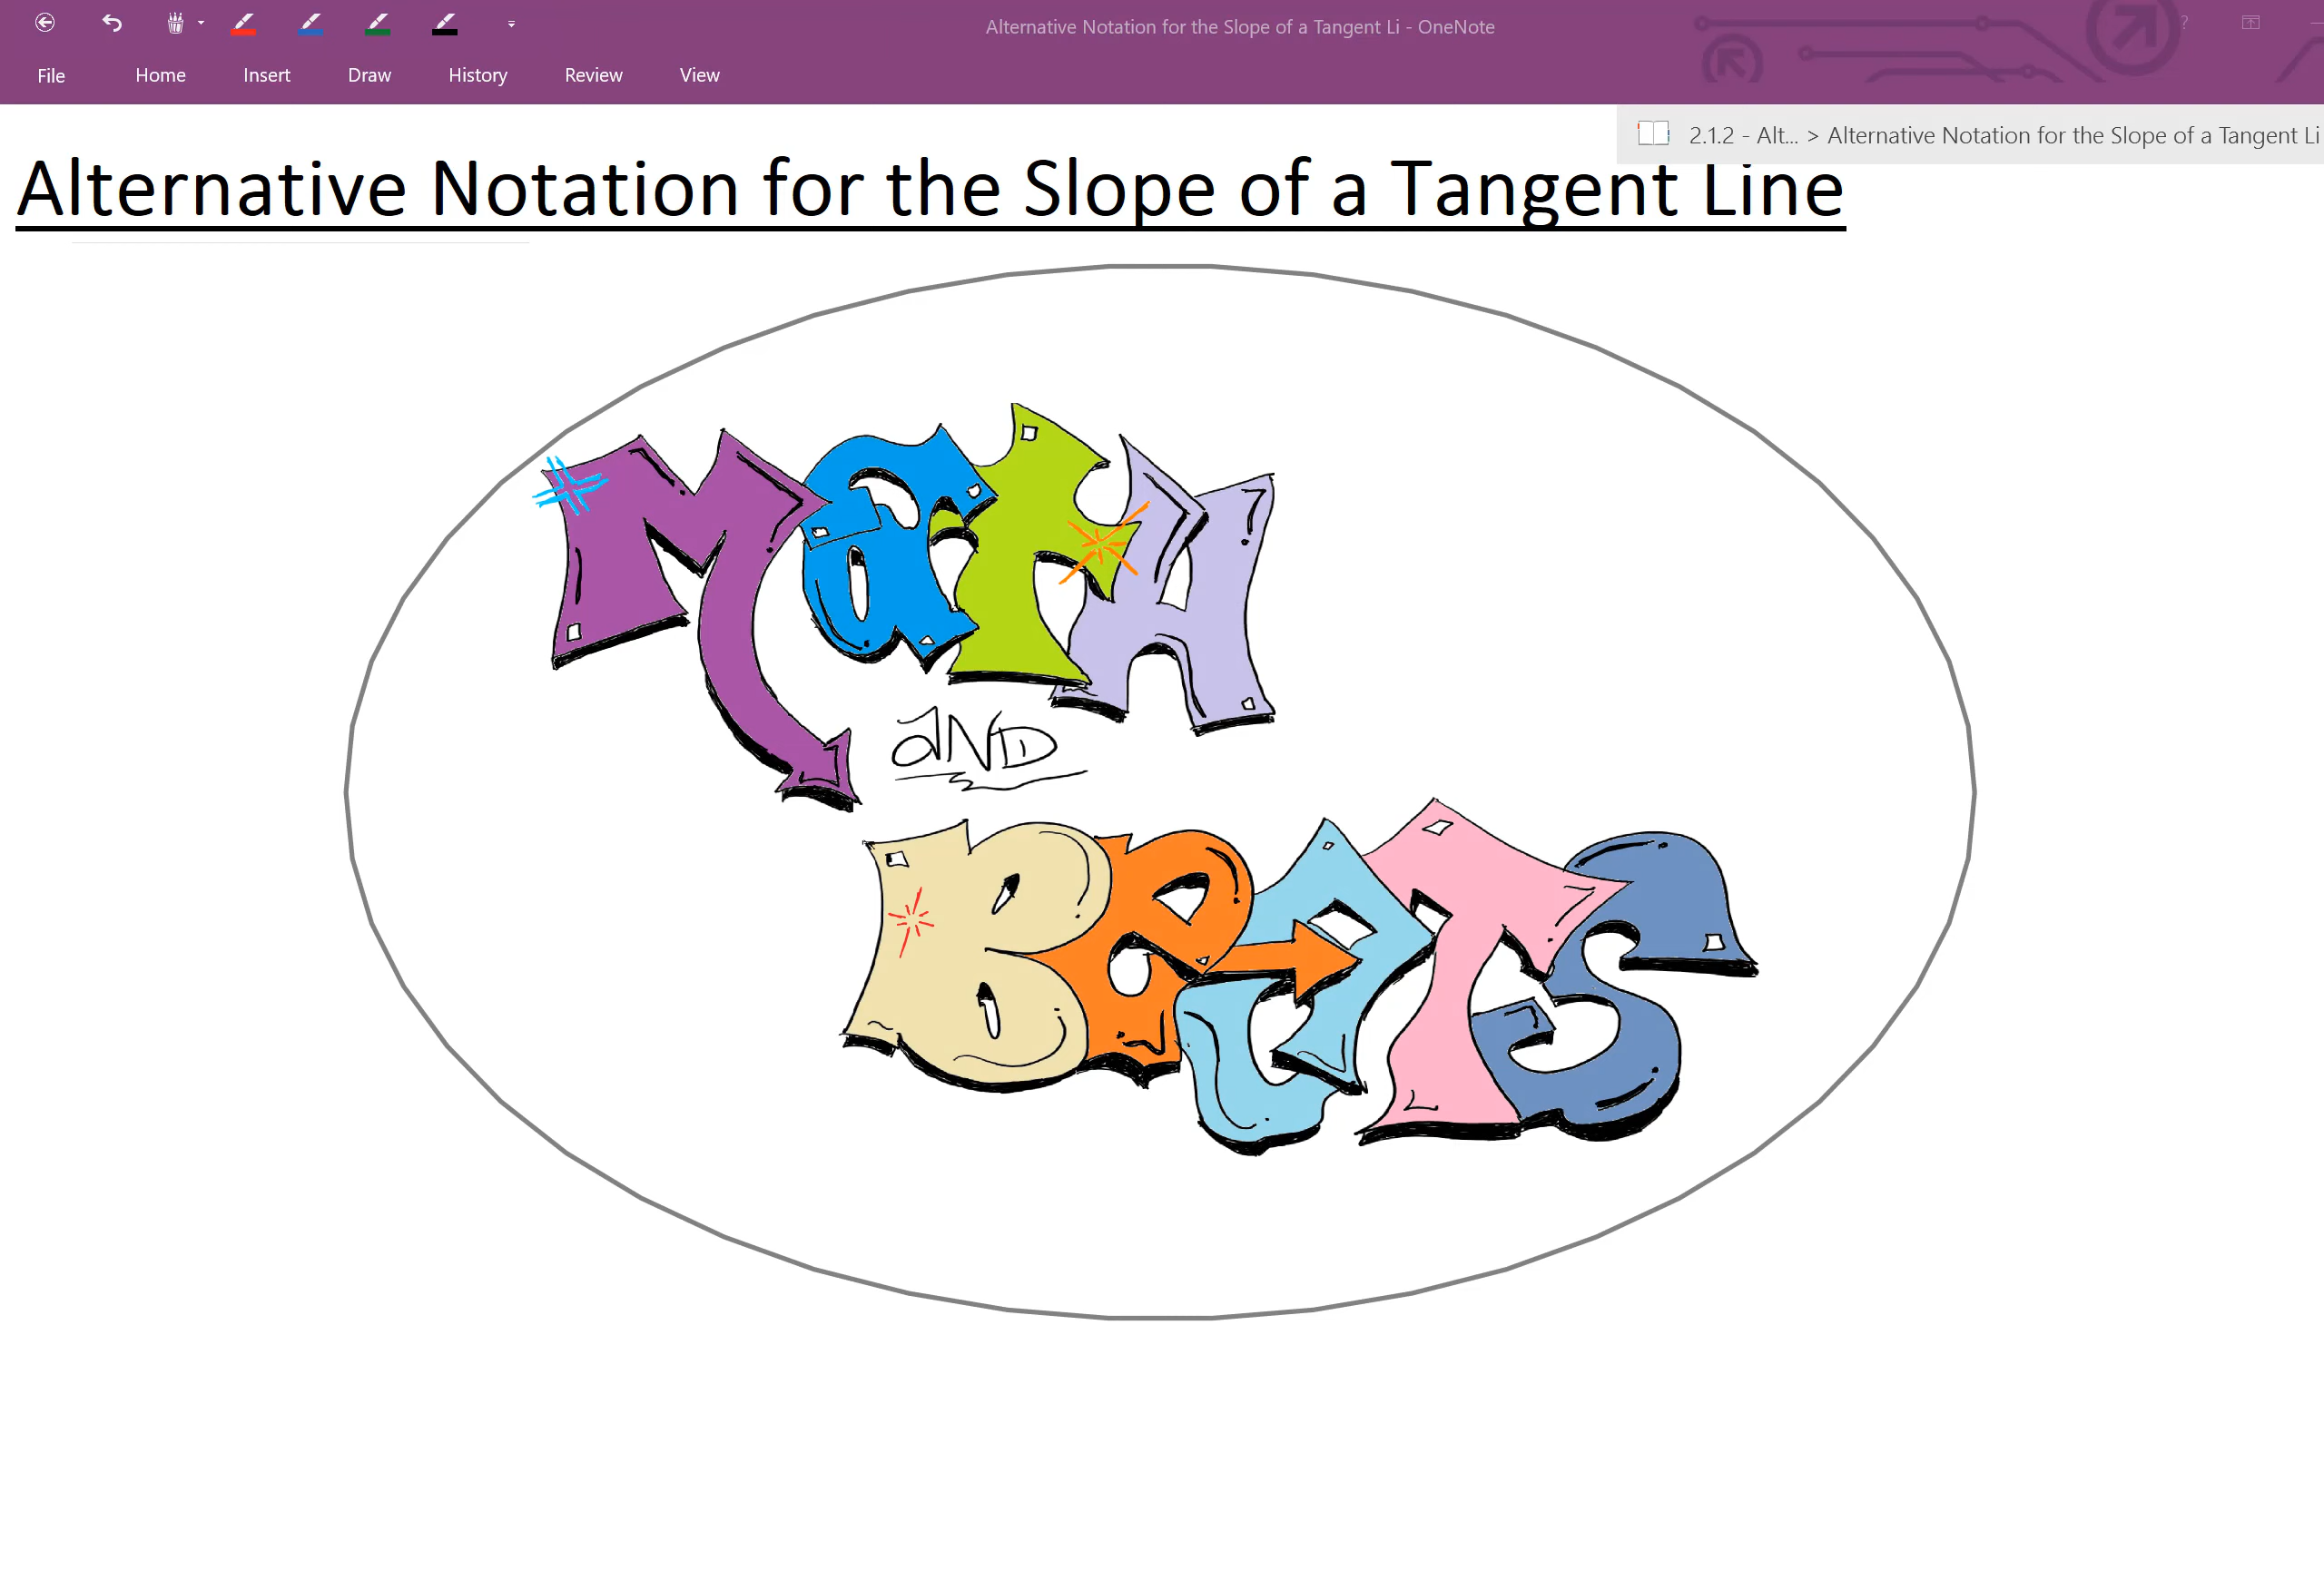 Alternative Notation for the Slope of a Tangent Li - OneNote
?
File Home Insert Draw History Review View
2.1.2 - Alt... > Alternative Notation for the Slope of a Tangent Li
Alternative Notation for the Slope of a Tangent Line
MaTH
aND
BeaTS